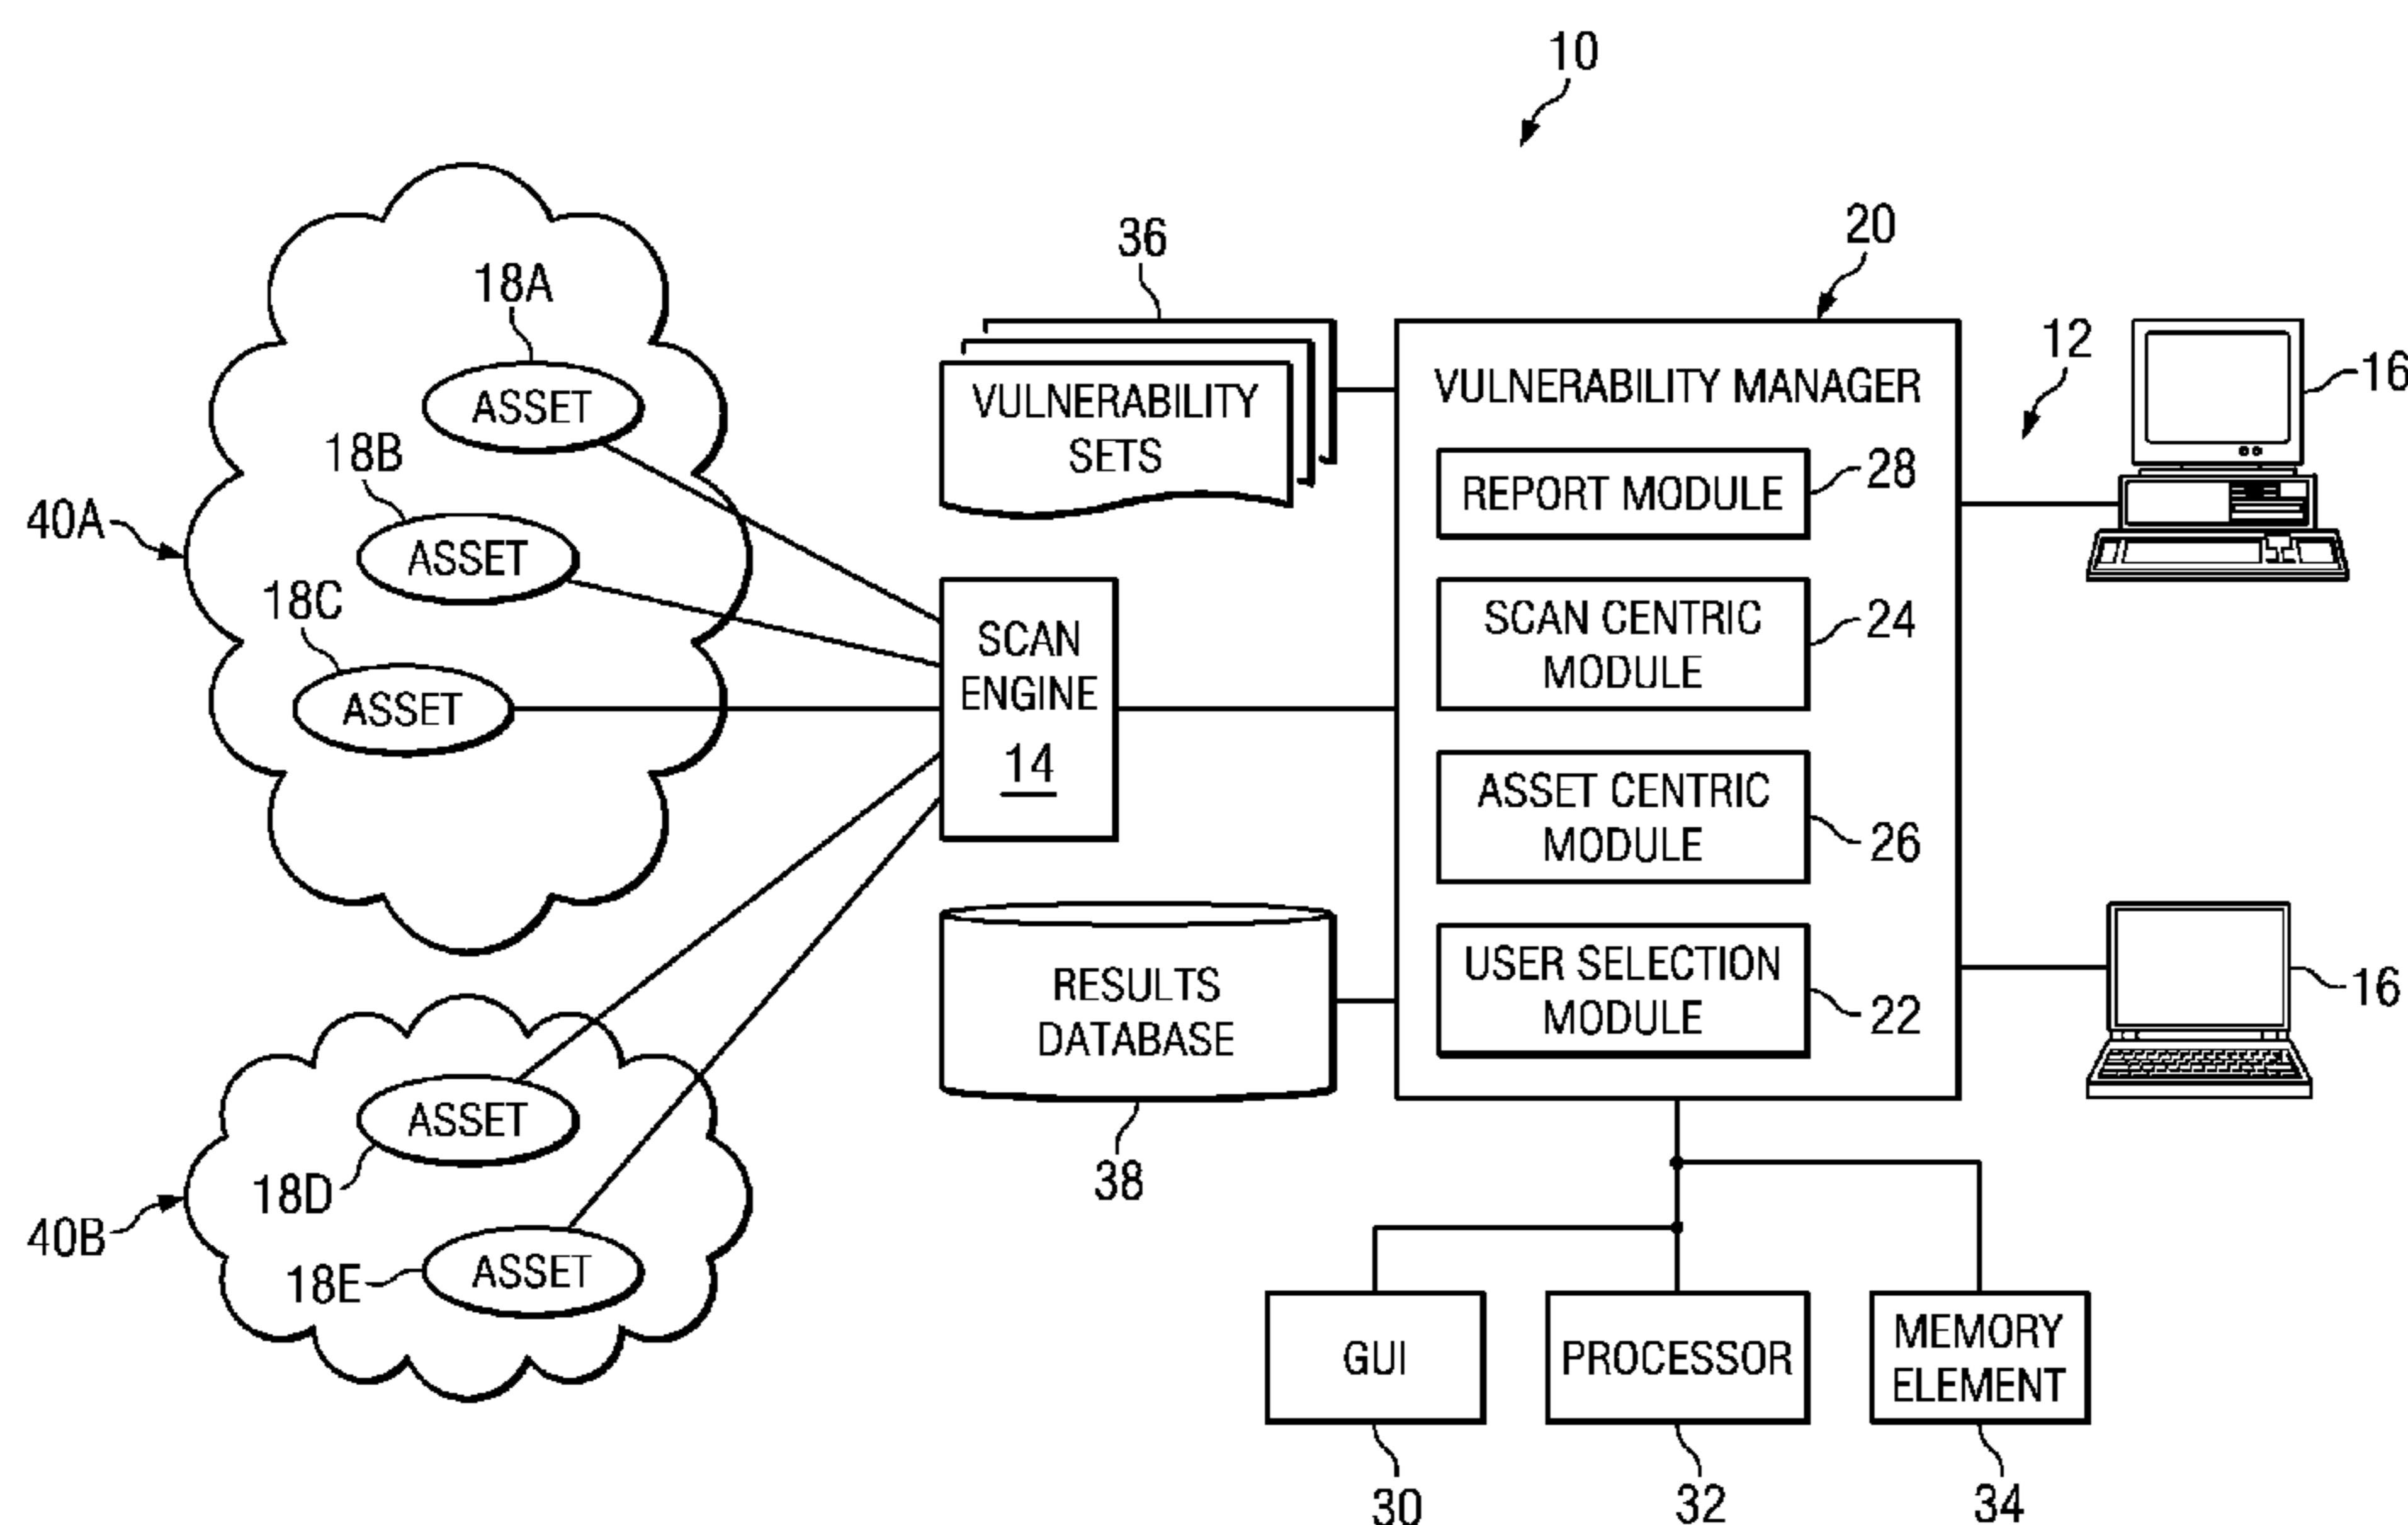 10
20
36
12
16
18A
ASSET
18B
ASSET
18C
ASSET
40A
VULNERABILITY
SETS
SCAN
ENGINE
14
VULNERABILITY MANAGER
REPORT MODULE
28
SCAN CENTRIC
MODULE
24
ASSET CENTRIC
MODULE
26
USER SELECTION
MODULE
22
16
RESULTS
DATABASE
38
ASSET
18D
40B
ASSET
18E
GUI
PROCESSOR
MEMORY
ELEMENT
30
32
34